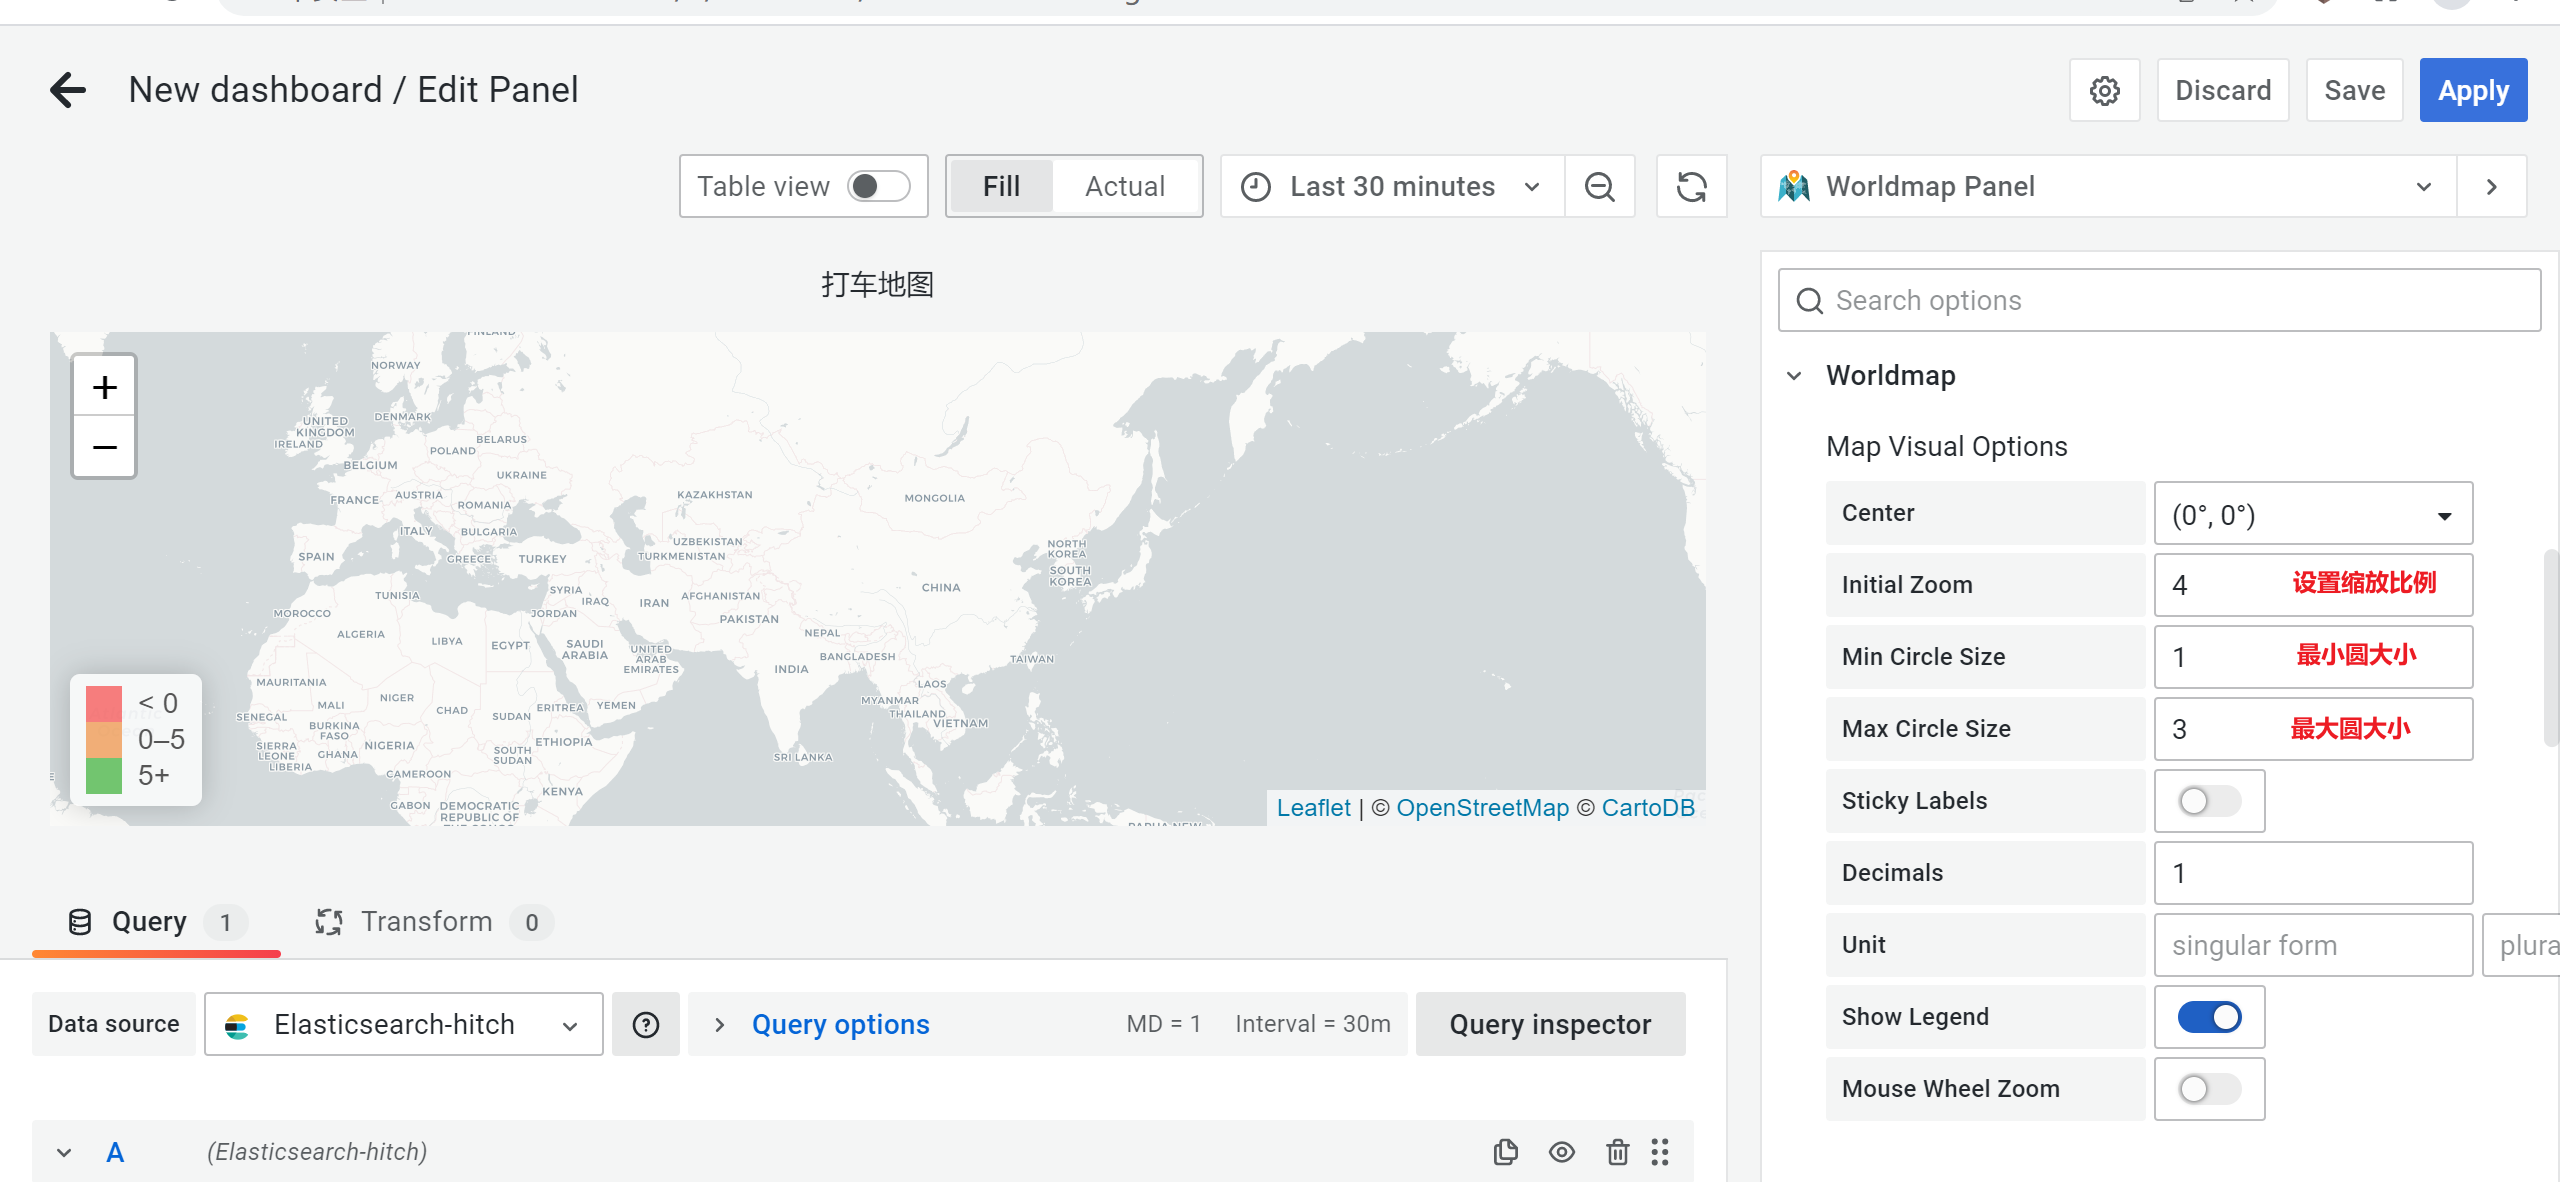 New dashboard / Edit Panel
Discard
Save
Apply
Table view
Fill
Actual
Last 30 minutes
Worldmap Panel
打车地图
+
−
NORWAY
UNITED
KINGDOM
IRELAND
DENMARK
BELARUS
POLAND
BELGIUM
UKRAINE
FRANCE
AUSTRIA
ROMANIA
KAZAKHSTAN
MONGOLIA
ITALY
BULGARIA
SPAIN
GREECE
TURKEY
UZBEKISTAN
TURKMENISTAN
NORTH
KOREA
SOUTH
KOREA
TUNISIA
SYRIA
IRAQ
IRAN
AFGHANISTAN
CHINA
MOROCCO
JORDAN
PAKISTAN
ALGERIA
LIBYA
EGYPT
SAUDI
ARABIA
UNITED
ARAB
EMIRATES
NEPAL
BANGLADESH
INDIA
TAIWAN
MAURITANIA
MALI
NIGER
CHAD
SUDAN
ERITREA
YEMEN
MYANMAR
LAOS
THAILAND
VIETNAM
SENEGAL
BURKINA
FASO
SIERRA
LEONE
LIBERIA
GHANA
NIGERIA
SOUTH
SUDAN
ETHIOPIA
SRI LANKA
CAMEROON
KENYA
GABON
DEMOCRATIC
REPUBLIC OF
< 0
0–5
5+
Leaflet | © OpenStreetMap © CartoDB
Search options
Worldmap
Map Visual Options
Center
(0°, 0°)
Initial Zoom
4
设置缩放比例
Min Circle Size
1
最小圆大小
Max Circle Size
3
最大圆大小
Sticky Labels
Decimals
1
Unit
singular form
plura
Show Legend
Mouse Wheel Zoom
Query 1
Transform 0
Data source
Elasticsearch-hitch
Query options
MD = 1
Interval = 30m
Query inspector
A
(Elasticsearch-hitch)